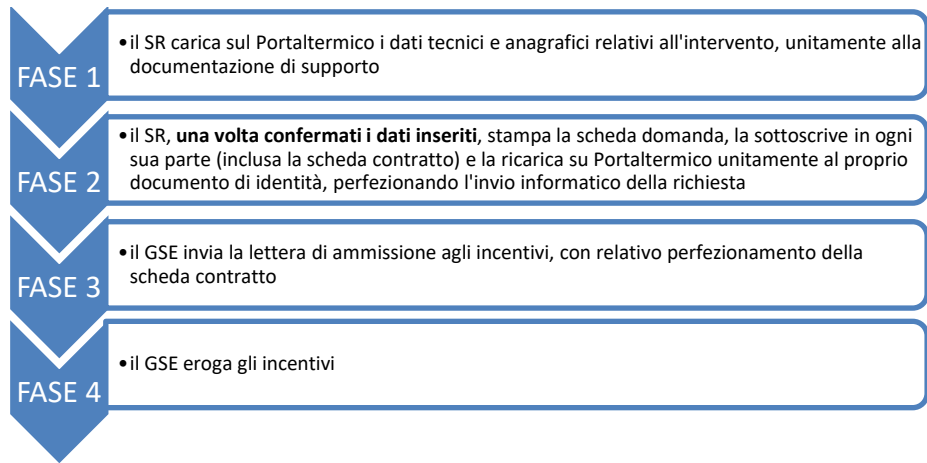 FASE 1
•il SR carica sul Portaltermico i dati tecnici e anagrafici relativi all'intervento, unitamente alla
documentazione di supporto
FASE 2
•il SR, una volta confermati i dati inseriti, stampa la scheda domanda, la sottoscrive in ogni
sua parte (inclusa la scheda contratto) e la ricarica su Portaltermico unitamente al proprio
documento di identità, perfezionando l'invio informatico della richiesta
FASE 3
•il GSE invia la lettera di ammissione agli incentivi, con relativo perfezionamento della
scheda contratto
FASE 4
•il GSE eroga gli incentivi